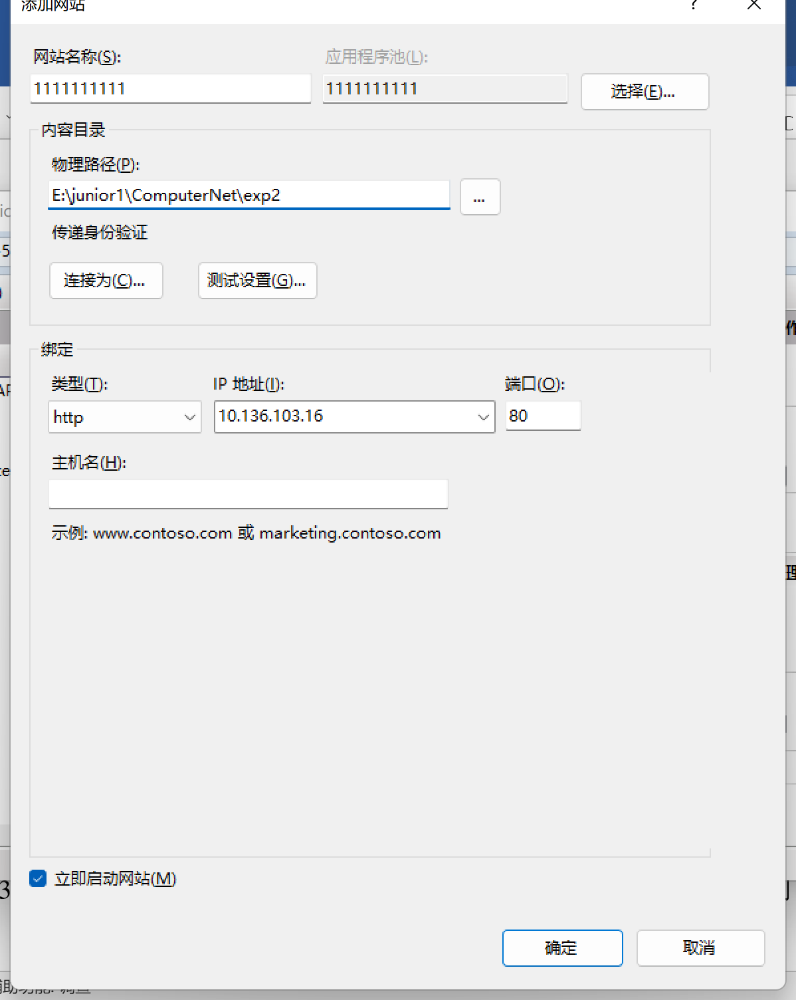 添加网站
?
网站名称(S):
应用程序池(L):
1111111111
1111111111
选择(E)...
内容目录
物理路径(P):
E:\junior1\ComputerNet\exp2
...
传递身份验证
连接为(C)...
测试设置(G)...
绑定
类型(T):
IP 地址(I):
端口(O):
http
10.136.103.16
80
主机名(H):
示例: www.contoso.com 或 marketing.contoso.com
立即启动网站(M)
确定
取消